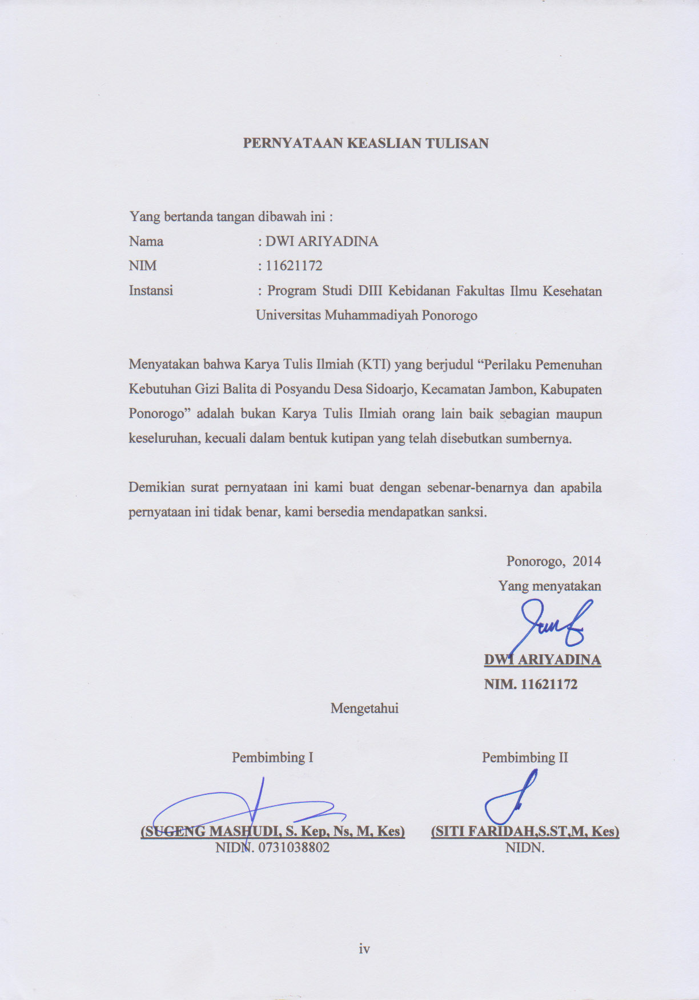 PERNYATAAN KEASLIAN TULISAN
Yang bertanda tangan dibawah ini :
Nama : DWI ARIYADINA
NIM : 11621172
Instansi : Program Studi DIII Kebidanan Fakultas Ilmu Kesehatan
Universitas Muhammadiyah Ponorogo
Menyatakan bahwa Karya Tulis Ilmiah (KTI) yang berjudul “Perilaku Pemenuhan
Kebutuhan Gizi Balita di Posyandu Desa Sidoarjo, Kecamatan Jambon, Kabupaten
Ponorogo” adalah bukan Karya Tulis Ilmiah orang lain baik sebagian maupun
keseluruhan, kecuali dalam bentuk kutipan yang telah disebutkan sumbernya.
Demikian surat pernyataan ini kami buat dengan sebenar-benarnya dan apabila
pernyataan ini tidak benar, kami bersedia mendapatkan sanksi.
Ponorogo, 2014
Yang menyatakan
DWI ARIYADINA
NIM. 11621172
Mengetahui
Pembimbing I Pembimbing II
(SUGENG MASHUDI, S. Kep, Ns, M, Kes) (SITI FARIDAH,S.ST,M, Kes)
NIDN. 0731038802 NIDN.
iv